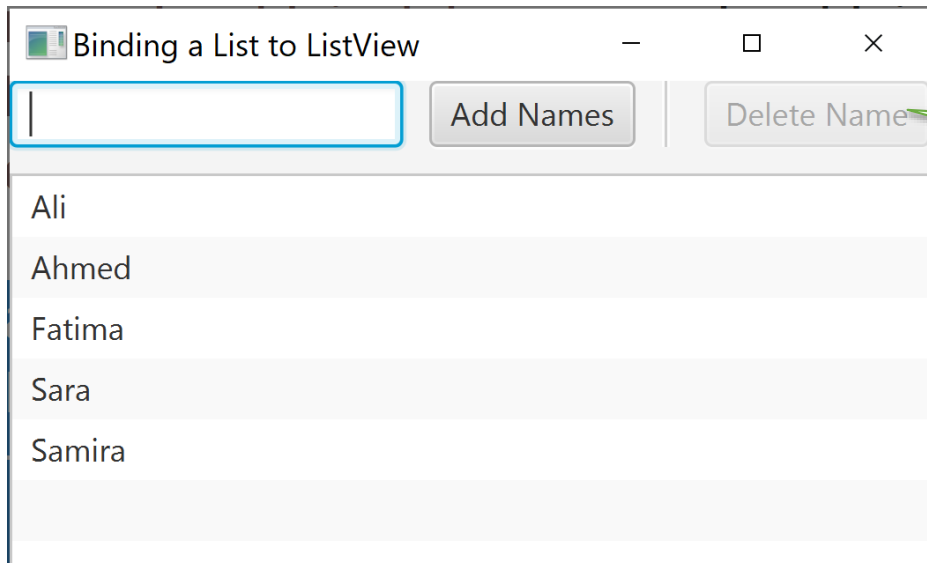 Binding a List to ListView
Add Names
Delete Name
Ali
Ahmed
Fatima
Sara
Samira